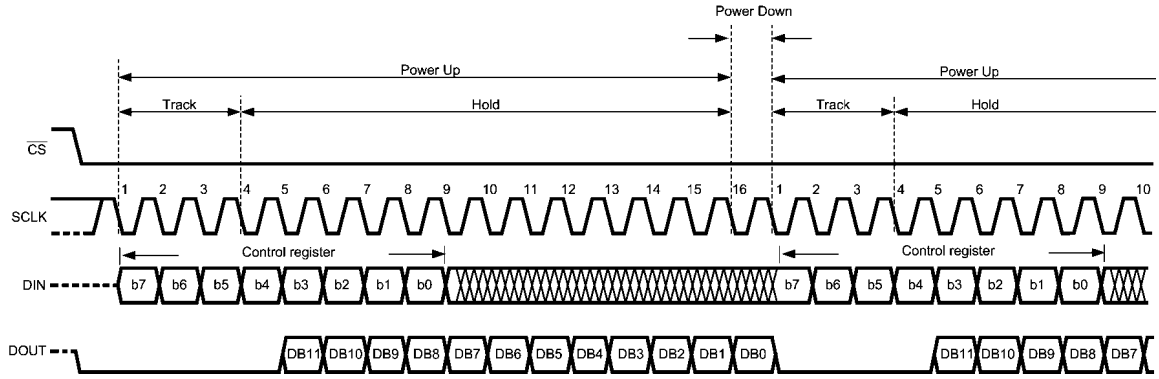 Power Down
Power Up Power Up
Track Hold Track Hold
CS
1 2 3 4 5 6 7 8 9 10 11 12 13 14 15 16 1 2 3 4 5 6 7 8 9 10
SCLK
Control register Control register
DIN b7 b6 b5 b4 b3 b2 b1 b0 b7 b6 b5 b4 b3 b2 b1 b0
DOUT DB11 DB10 DB9 DB8 DB7 DB6 DB5 DB4 DB3 DB2 DB1 DB0 DB11 DB10 DB9 DB8 DB7